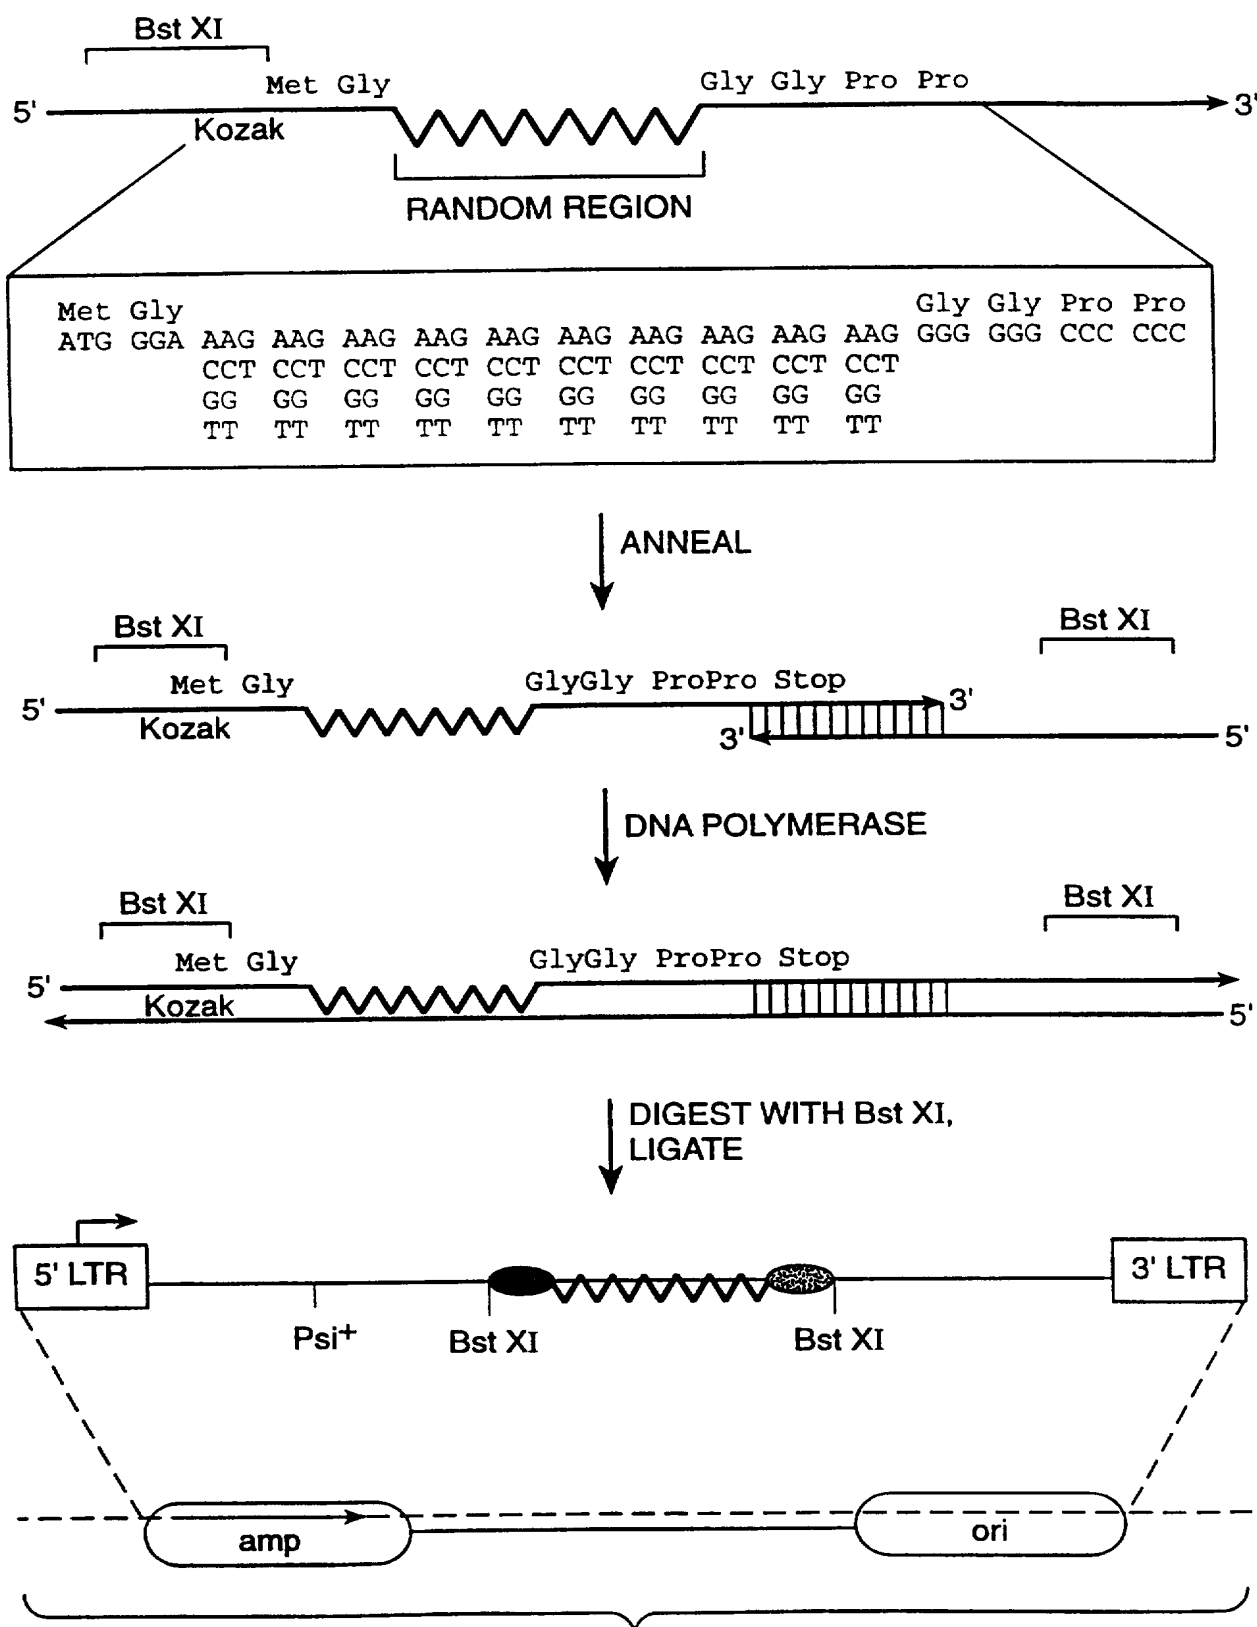 Bst XI
Met Gly
Gly Gly Pro Pro
5'
3'
Kozak
RANDOM REGION
Met Gly
Gly Gly Pro Pro
ATG GGA AAG AAG AAG AAG AAG AAG AAG AAG AAG AAG GGG GGG CCC CCC
CCT CCT CCT CCT CCT CCT CCT CCT CCT CCT
GG GG GG GG GG GG GG GG GG GG
TT TT TT TT TT TT TT TT TT TT
ANNEAL
Bst XI
Bst XI
Met Gly
GlyGly ProPro Stop
5'
3'
Kozak
3'
5'
DNA POLYMERASE
Bst XI
Bst XI
Met Gly
GlyGly ProPro Stop
5'
Kozak
5'
DIGEST WITH Bst XI,
LIGATE
5' LTR
3' LTR
Psi+
Bst XI
Bst XI
amp
ori